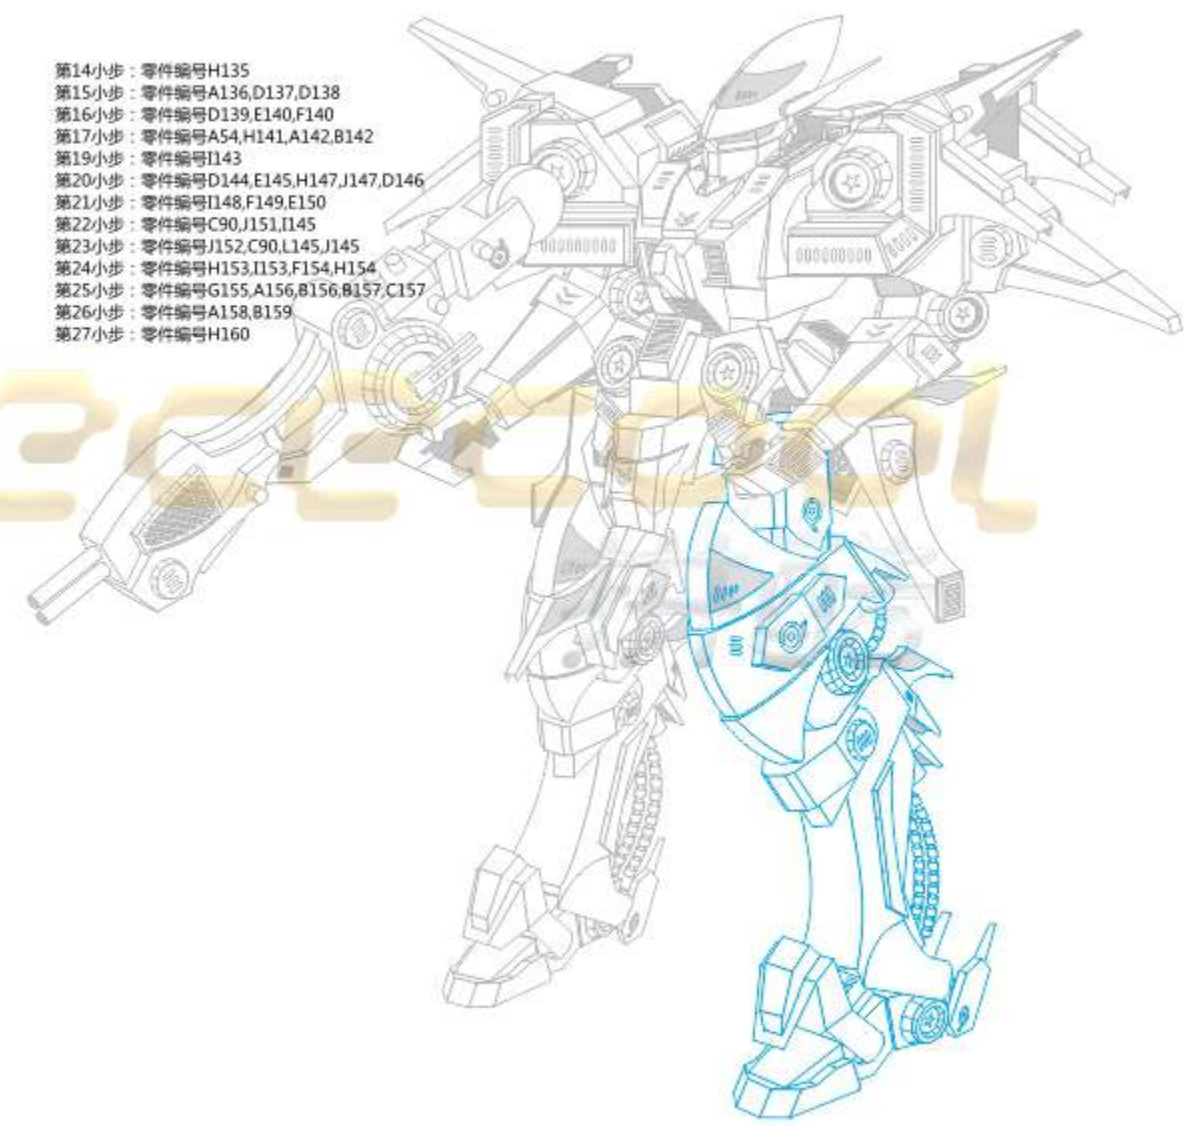 第14小步：零件编号H135
第15小步：零件编号A136,D137,D138
第16小步：零件编号D139,E140,F140
第17小步：零件编号A54,H141,A142,B142
第19小步：零件编号I143
第20小步：零件编号D144,E145,H147,J147,D146
第21小步：零件编号I148,F149,E150
第22小步：零件编号C90,J151,I145
第23小步：零件编号J152,C90,L145,J145
第24小步：零件编号H153,I153,F154,H154
第25小步：零件编号G155,A156,B156,B157,C157
第26小步：零件编号A158,B159
第27小步：零件编号H160